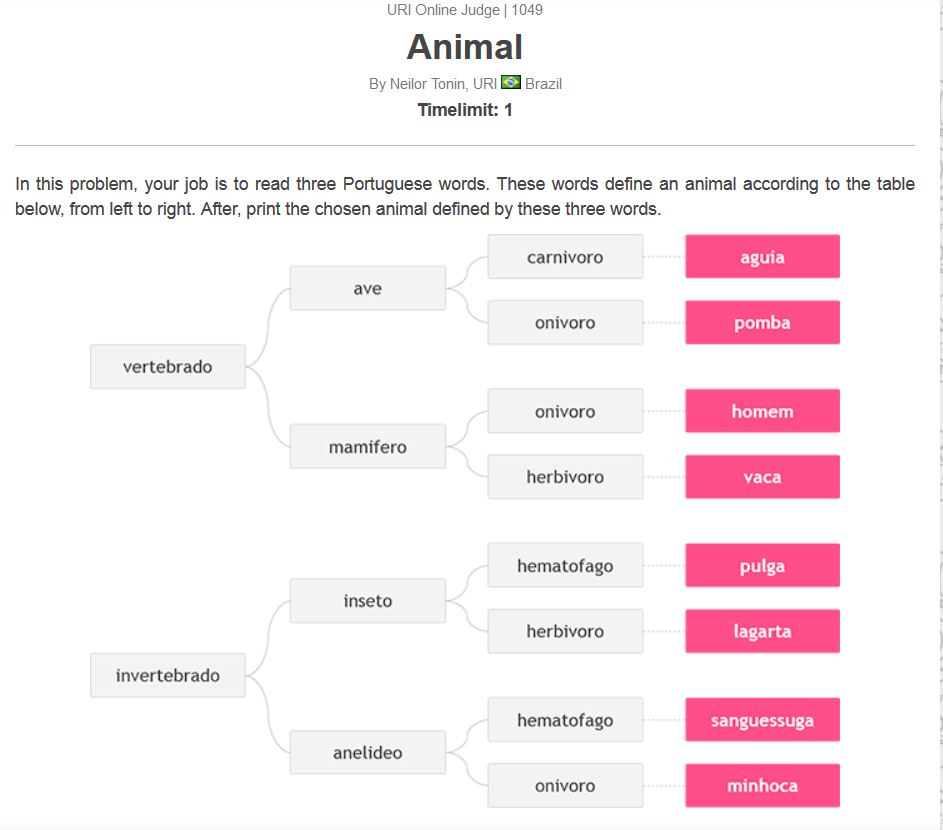 URI Online Judge | 1049
Animal
By Neilor Tonin, URI Brazil
Timelimit: 1
In this problem, your job is to read three Portuguese words. These words define an animal according to the table
below, from left to right. After, print the chosen animal defined by these three words.
carnivoro aguia
ave
onivoro pomba
vertebrado
onivoro homem
mamifero
herbivoro vaca
hematofago pulga
inseto
herbivoro lagarta
invertebrado
hematofago sanguessuga
anelideo
onivoro minhoca